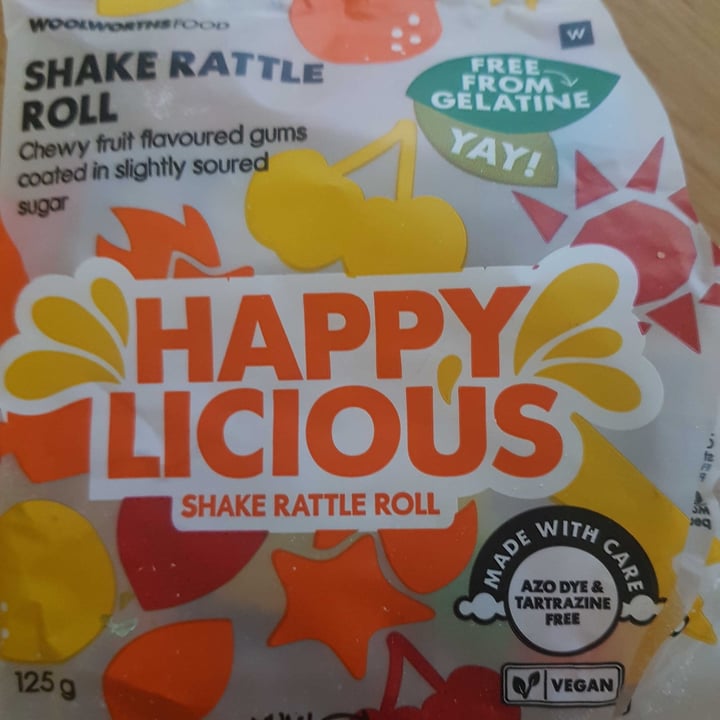 WOOLWORTHS FOOD
W
SHAKE RATTLE
ROLL
Chewy fruit flavoured gums
coated in slightly soured
sugar
FREE
FROM
GELATINE
YAY!
HAPPY
LICIOUS
SHAKE RATTLE ROLL
MADE WITH CARE
AZO DYE &
TARTRAZINE
FREE
VEGAN
125g